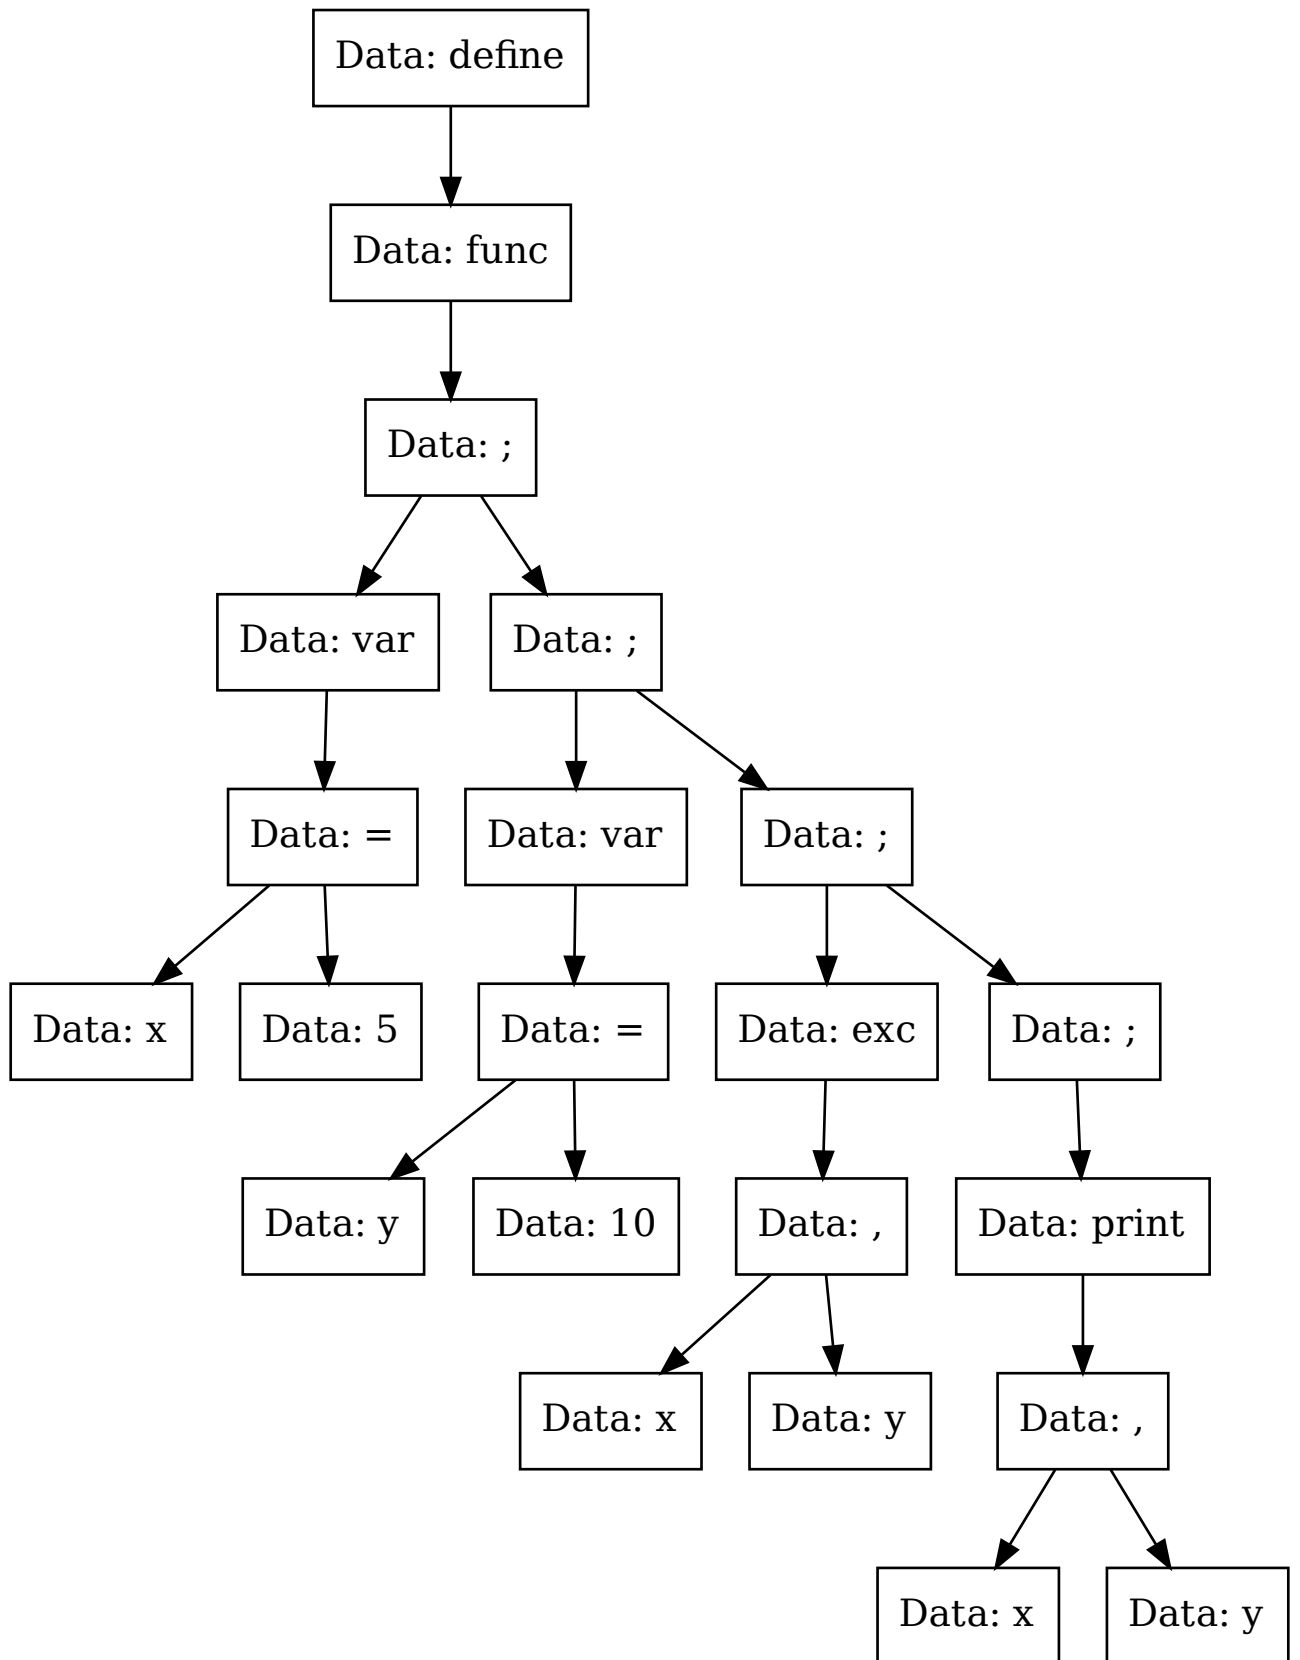 Data: define
Data: func
Data: ;
Data: var
Data: ;
Data: =
Data: var
Data: ;
Data: x
Data: 5
Data: =
Data: exc
Data: ;
Data: y
Data: 10
Data: ,
Data: print
Data: x
Data: y
Data: ,
Data: x
Data: y